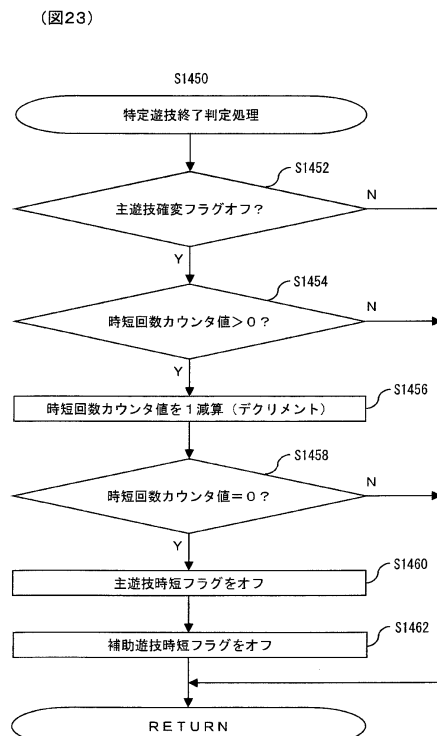 (図23)
S1450
特定遊技終了判定処理
S1452
主遊技確変フラグオフ?
N
Y
S1454
時短回数カウンタ値>0?
N
Y
S1456
時短回数カウンタ値を1減算(デクリメント)
S1458
時短回数カウンタ値=0?
N
Y
S1460
主遊技時短フラグをオフ
S1462
補助遊技時短フラグをオフ
RETURN